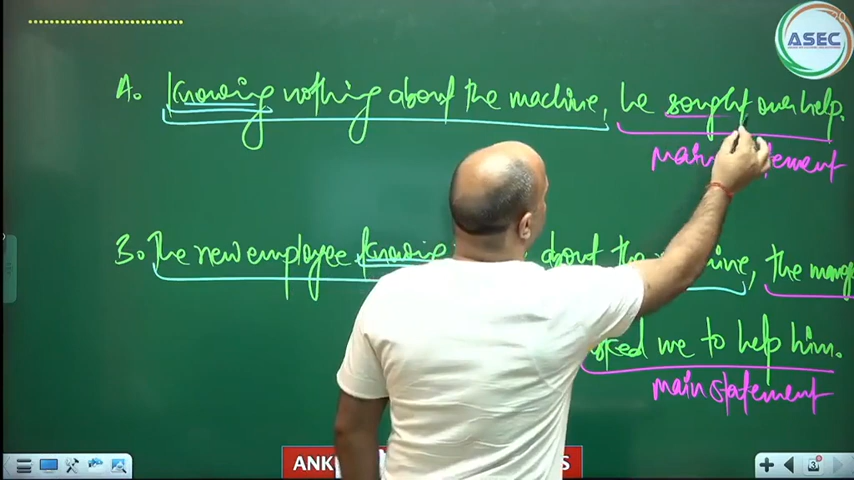 ASEC
A. Knowing nothing about the machine, he sought our help.
main statement
B. The new employee knowing about the machine, the manag
asked me to help him.
main statement
ANK S